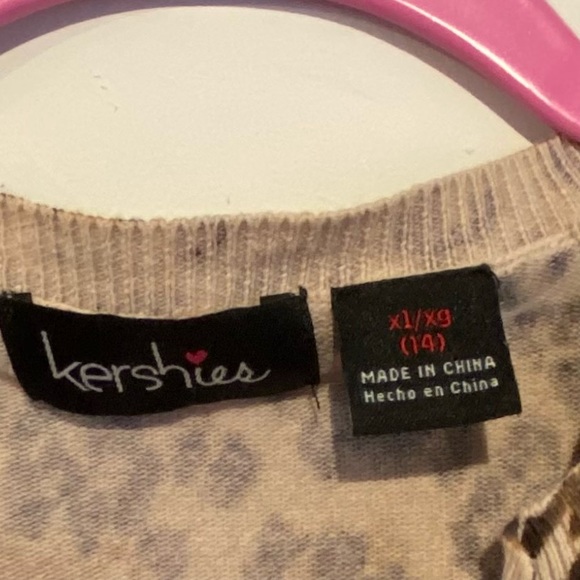 kershies
xl/xg
(14)
MADE IN CHINA
Hecho en China